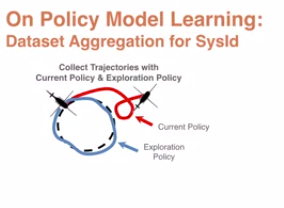 On Policy Model Learning:
Dataset Aggregation for SysId
Collect Trajectories with
Current Policy & Exploration Policy
Current Policy
Exploration
Policy